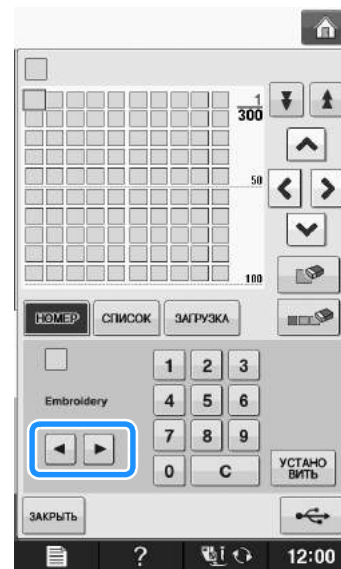 1
300
50
100
НОМЕР СПИСОК ЗАГРУЗКА
1 2 3
Embroidery 4 5 6
7 8 9
0 C
УСТАНО
ВИТЬ
ЗАКРЫТЬ
? 12:00